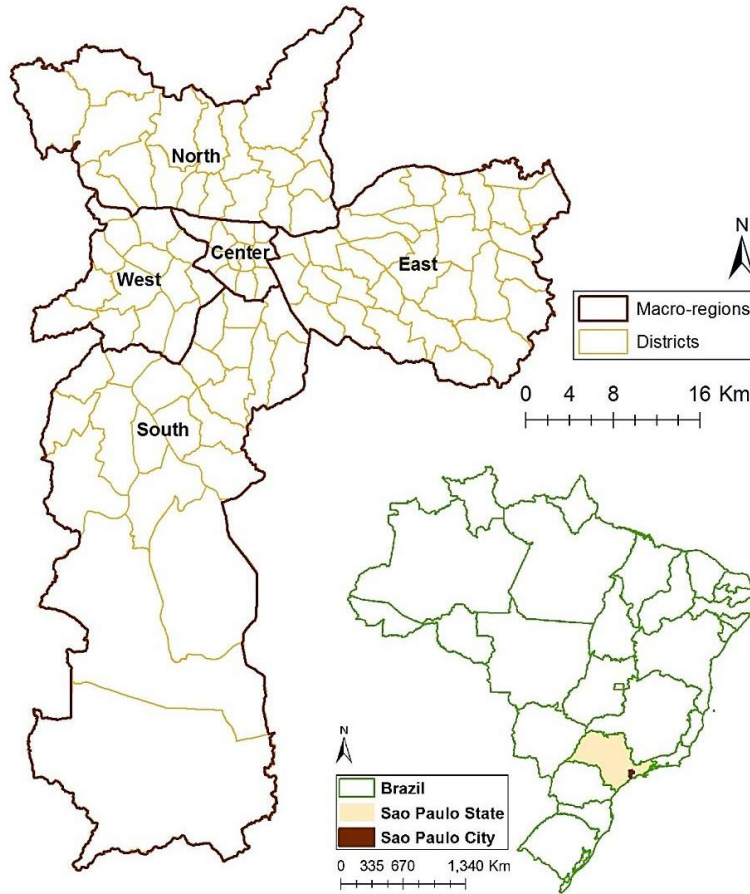 North
Center
West
East
South
N
Macro-regions
Districts
0 4 8 16 Km
N
Brazil
Sao Paulo State
Sao Paulo City
0 335 670 1,340 Km